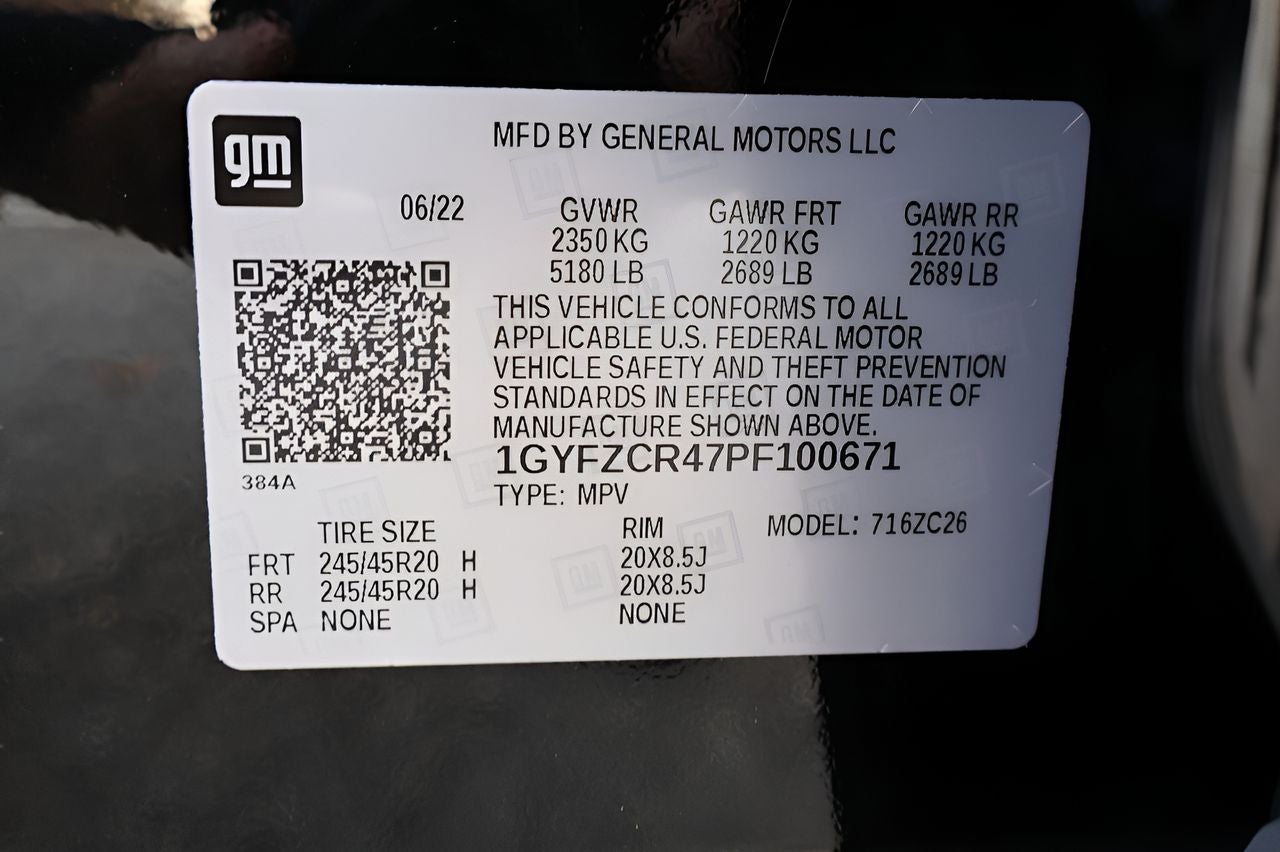 gm
MFD BY GENERAL MOTORS LLC
06/22 GVWR GAWR FRT GAWR RR
2350 KG 1220 KG 1220 KG
5180 LB 2689 LB 2689 LB
THIS VEHICLE CONFORMS TO ALL
APPLICABLE U.S. FEDERAL MOTOR
VEHICLE SAFETY AND THEFT PREVENTION
STANDARDS IN EFFECT ON THE DATE OF
MANUFACTURE SHOWN ABOVE.
1GYFZCR47PF100671
384A
TYPE: MPV
TIRE SIZE RIM MODEL: 716ZC26
FRT 245/45R20 H 20X8.5J
RR 245/45R20 H 20X8.5J
SPA NONE NONE